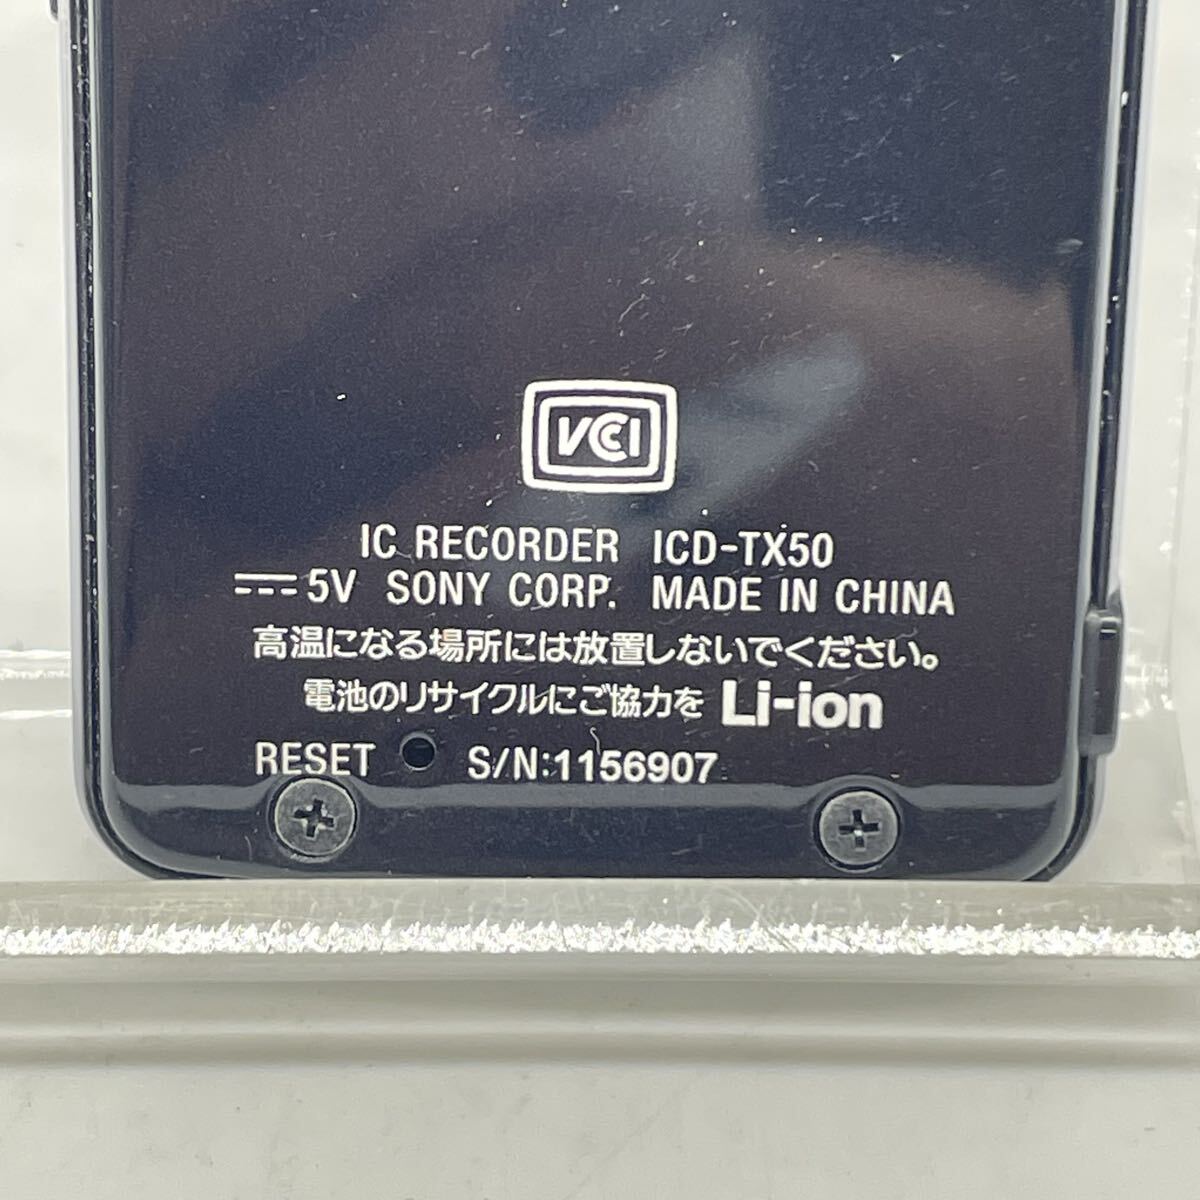 VCCI
IC RECORDER ICD-TX50
⎓ 5V SONY CORP. MADE IN CHINA
高温になる場所には放置しないでください。
電池のリサイクルにご協力を Li-ion
RESET S/N:1156907